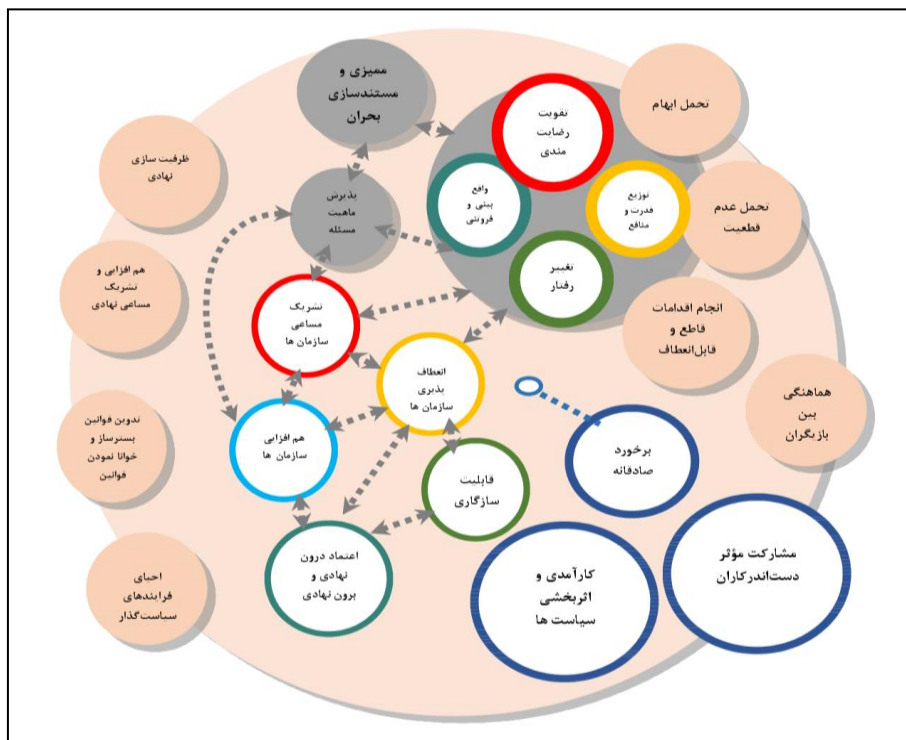 ممیزی و
مستندسازی
بحران
تقویت
رضایت
مندی
تحمل ابهام
ظرفیت سازی
نهادی
پذیرش
ماهیت
مسئله
واقع
بینی و
فروتنی
توزیع
قدرت و
منافع
تحمل عدم
قطعیت
تغییر
رفتار
هم افزایی و
تشریک
مساعی نهادی
تشریک
مساعی
سازمان ها
انجام اقدامات
قاطع و
قابل‌انعطاف
انعطاف
پذیری
سازمان ها
هماهنگی
بین
بازیگران
تدوین قوانین
بسترساز و
خوانا نمودن
قوانین
هم افزایی
سازمان ها
برخورد
صادقانه
قابلیت
سازگاری
اعتماد درون
نهادی و
برون نهادی
کارآمدی و
اثربخشی
سیاست ها
مشارکت مؤثر
دست‌اندرکاران
احیای
فرایندهای
سیاست‌گذار